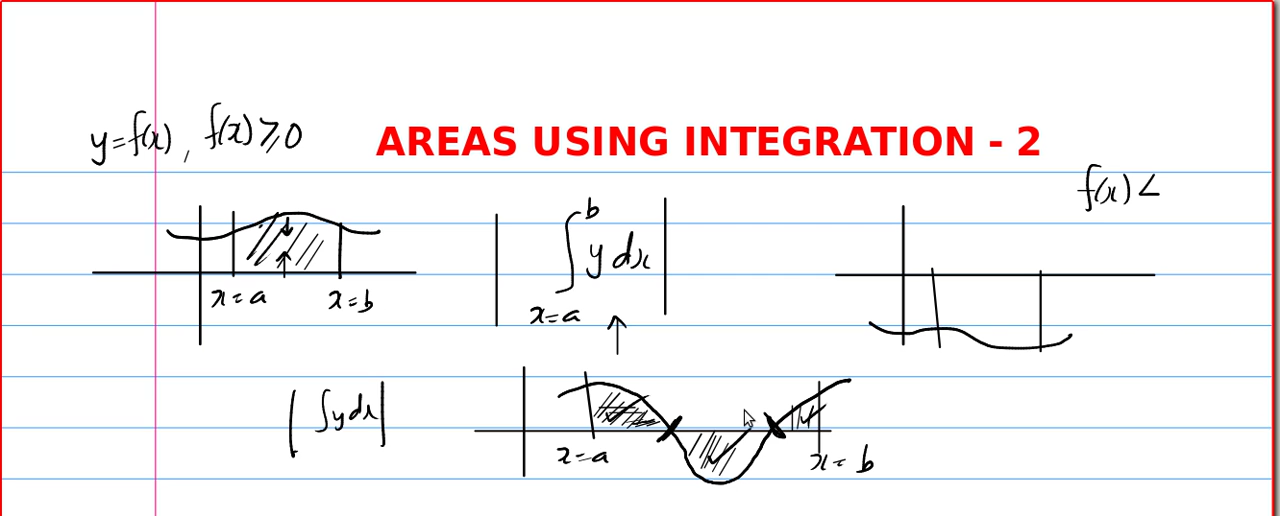 y=f(x), f(x)≥0
AREAS USING INTEGRATION - 2
f(x)<
|∫ y dx|
b
x=a
x=a
x=b
|∫ydx|
x=a
x=b